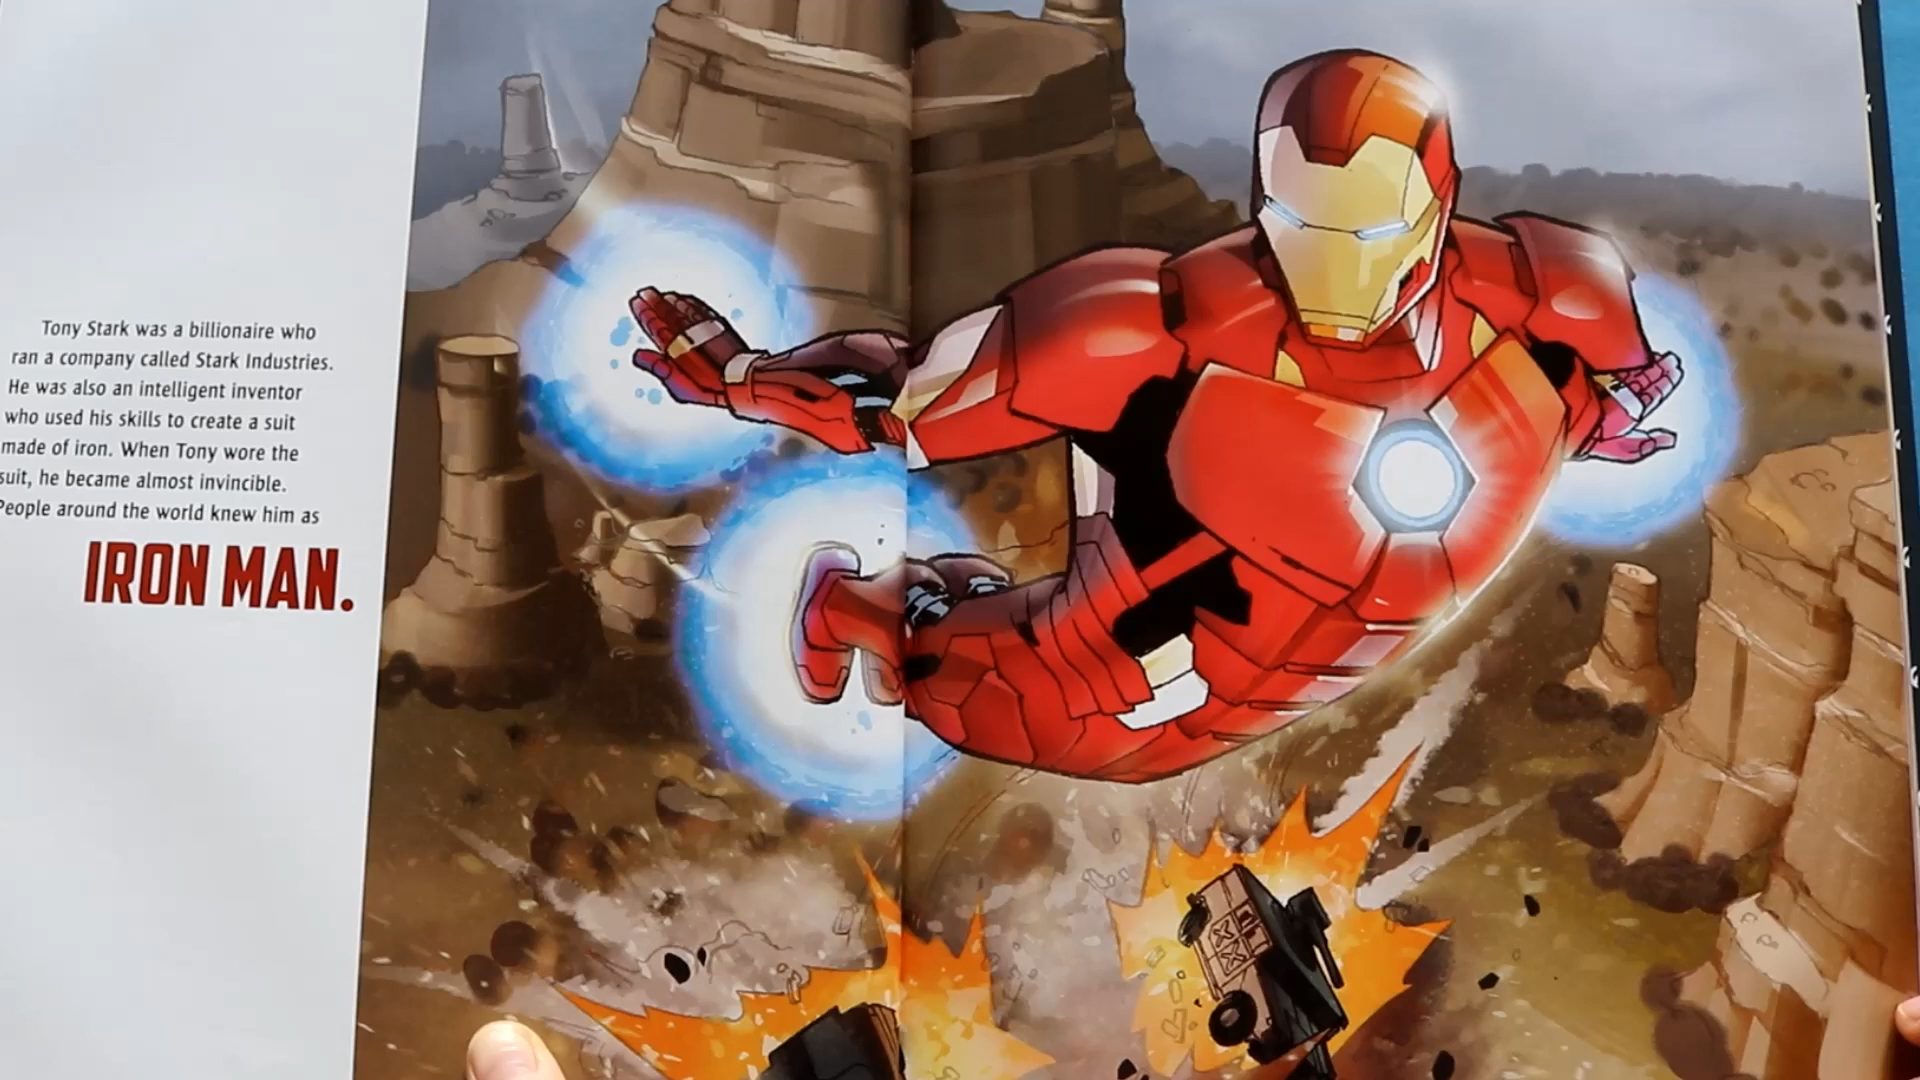 Tony Stark was a billionaire who
ran a company called Stark Industries.
He was also an intelligent inventor
who used his skills to create a suit
made of iron. When Tony wore the
suit, he became almost invincible.
People around the world knew him as
IRON MAN.